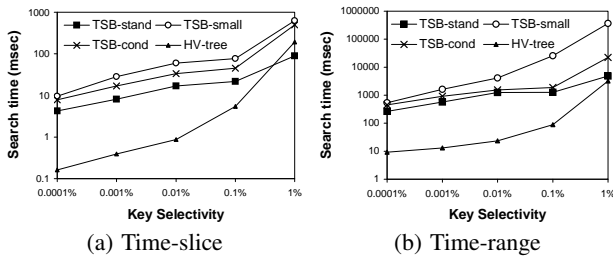 TSB-stand TSB-small
TSB-cond HV-tree
Search time (msec)
1000
100
10
1
0.1
0.0001% 0.001% 0.01% 0.1% 1%
Key Selectivity
(a) Time-slice
TSB-stand TSB-small
TSB-cond HV-tree
Search time (msec)
1000000
100000
10000
1000
100
10
1
0.0001% 0.001% 0.01% 0.1% 1%
Key Selectivity
(b) Time-range